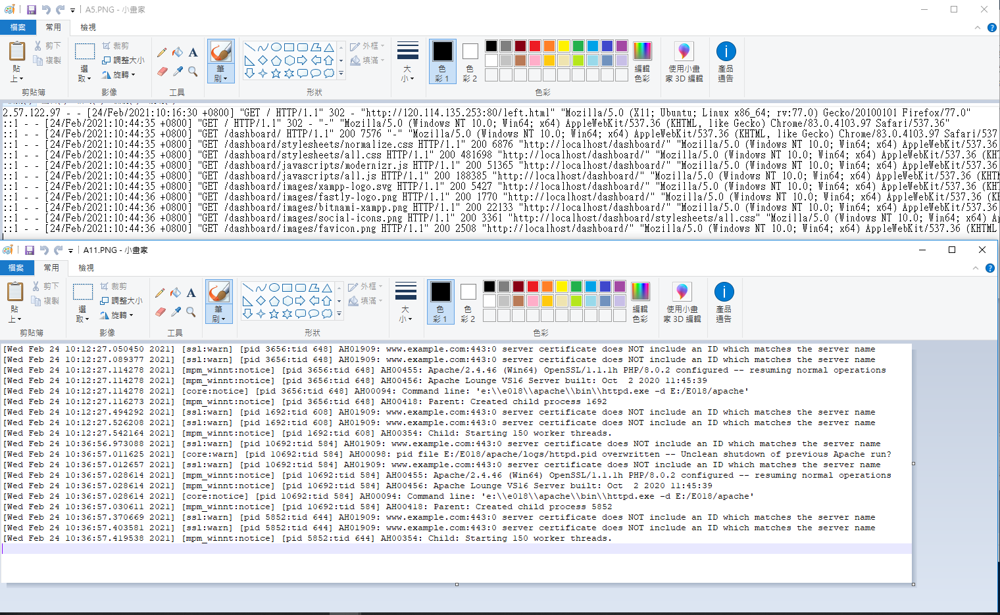 A5.PNG - 小畫家
檔案 常用 檢視
貼上 剪下 複製 選取 裁剪 調整大小 旋轉 筆刷 外框 填滿 大小 色彩 1 色彩 2 編輯色彩 使用小畫家 3D 編輯 產品通告
剪貼簿 影像 工具 形狀 色彩
2.57.122.97 - - [24/Feb/2021:10:16:30 +0800] "GET / HTTP/1.1" 302 - "http://120.114.135.253:80/left.html" "Mozilla/5.0 (X11; Ubuntu; Linux x86_64; rv:77.0) Gecko/20100101 Firefox/77.0"
::1 - - [24/Feb/2021:10:44:35 +0800] "GET / HTTP/1.1" 302 - "-" "Mozilla/5.0 (Windows NT 10.0; Win64; x64) AppleWebKit/537.36 (KHTML, like Gecko) Chrome/83.0.4103.97 Safari/537.36"
::1 - - [24/Feb/2021:10:44:35 +0800] "GET /dashboard/ HTTP/1.1" 200 7576 "-" "Mozilla/5.0 (Windows NT 10.0; Win64; x64) AppleWebKit/537.36 (KHTML, like Gecko) Chrome/83.0.4103.97 Safari/537
::1 - - [24/Feb/2021:10:44:35 +0800] "GET /dashboard/stylesheets/normalize.css HTTP/1.1" 200 6876 "http://localhost/dashboard/" "Mozilla/5.0 (Windows NT 10.0; Win64; x64) AppleWebKit/537.36
::1 - - [24/Feb/2021:10:44:35 +0800] "GET /dashboard/stylesheets/all.css HTTP/1.1" 200 481698 "http://localhost/dashboard/" "Mozilla/5.0 (Windows NT 10.0; Win64; x64) AppleWebKit/537.36 (KHT
::1 - - [24/Feb/2021:10:44:35 +0800] "GET /dashboard/javascripts/modernizr.js HTTP/1.1" 200 51365 "http://localhost/dashboard/" "Mozilla/5.0 (Windows NT 10.0; Win64; x64) AppleWebKit/537.36
::1 - - [24/Feb/2021:10:44:35 +0800] "GET /dashboard/javascripts/all.js HTTP/1.1" 200 188385 "http://localhost/dashboard/" "Mozilla/5.0 (Windows NT 10.0; Win64; x64) AppleWebKit/537.36 (KHTM
::1 - - [24/Feb/2021:10:44:35 +0800] "GET /dashboard/images/xampp-logo.svg HTTP/1.1" 200 5427 "http://localhost/dashboard/" "Mozilla/5.0 (Windows NT 10.0; Win64; x64) AppleWebKit/537.36 (KHT
::1 - - [24/Feb/2021:10:44:36 +0800] "GET /dashboard/images/fastly-logo.png HTTP/1.1" 200 1770 "http://localhost/dashboard/" "Mozilla/5.0 (Windows NT 10.0; Win64; x64) AppleWebKit/537.36 (KH
::1 - - [24/Feb/2021:10:44:36 +0800] "GET /dashboard/images/bitnami-xampp.png HTTP/1.1" 200 22133 "http://localhost/dashboard/" "Mozilla/5.0 (Windows NT 10.0; Win64; x64) AppleWebKit/537.36
::1 - - [24/Feb/2021:10:44:36 +0800] "GET /dashboard/images/social-icons.png HTTP/1.1" 200 3361 "http://localhost/dashboard/stylesheets/all.css" "Mozilla/5.0 (Windows NT 10.0; Win64; x64) Ap
::1 - - [24/Feb/2021:10:44:36 +0800] "GET /dashboard/images/favicon.png HTTP/1.1" 200 2508 "http://localhost/dashboard/" "Mozilla/5.0 (Windows NT 10.0; Win64; x64) AppleWebKit/537.36 (KHTML
A11.PNG - 小畫家
檔案 常用 檢視
貼上 剪下 複製 選取 裁剪 調整大小 旋轉 筆刷 外框 填滿 大小 色彩 1 色彩 2 編輯色彩 使用小畫家 3D 編輯 產品通告
剪貼簿 影像 工具 形狀 色彩
[Wed Feb 24 10:12:27.050450 2021] [ssl:warn] [pid 3656:tid 648] AH01909: www.example.com:443:0 server certificate does NOT include an ID which matches the server name
[Wed Feb 24 10:12:27.089377 2021] [ssl:warn] [pid 3656:tid 648] AH01909: www.example.com:443:0 server certificate does NOT include an ID which matches the server name
[Wed Feb 24 10:12:27.114278 2021] [mpm_winnt:notice] [pid 3656:tid 648] AH00455: Apache/2.4.46 (Win64) OpenSSL/1.1.1h PHP/8.0.2 configured -- resuming normal operations
[Wed Feb 24 10:12:27.114278 2021] [mpm_winnt:notice] [pid 3656:tid 648] AH00456: Apache Lounge VS16 Server built: Oct  2 2020 11:45:39
[Wed Feb 24 10:12:27.114278 2021] [core:notice] [pid 3656:tid 648] AH00094: Command line: 'e:\\e018\\apache\\bin\\httpd.exe -d E:/E018/apache'
[Wed Feb 24 10:12:27.116273 2021] [mpm_winnt:notice] [pid 3656:tid 648] AH00418: Parent: Created child process 1692
[Wed Feb 24 10:12:27.494292 2021] [ssl:warn] [pid 1692:tid 608] AH01909: www.example.com:443:0 server certificate does NOT include an ID which matches the server name
[Wed Feb 24 10:12:27.526208 2021] [ssl:warn] [pid 1692:tid 608] AH01909: www.example.com:443:0 server certificate does NOT include an ID which matches the server name
[Wed Feb 24 10:12:27.542164 2021] [mpm_winnt:notice] [pid 1692:tid 608] AH00354: Child: Starting 150 worker threads.
[Wed Feb 24 10:36:56.973088 2021] [ssl:warn] [pid 10692:tid 584] AH01909: www.example.com:443:0 server certificate does NOT include an ID which matches the server name
[Wed Feb 24 10:36:57.011625 2021] [core:warn] [pid 10692:tid 584] AH00098: pid file E:/E018/apache/logs/httpd.pid overwritten -- Unclean shutdown of previous Apache run?
[Wed Feb 24 10:36:57.012657 2021] [ssl:warn] [pid 10692:tid 584] AH01909: www.example.com:443:0 server certificate does NOT include an ID which matches the server name
[Wed Feb 24 10:36:57.028614 2021] [mpm_winnt:notice] [pid 10692:tid 584] AH00455: Apache/2.4.46 (Win64) OpenSSL/1.1.1h PHP/8.0.2 configured -- resuming normal operations
[Wed Feb 24 10:36:57.028614 2021] [mpm_winnt:notice] [pid 10692:tid 584] AH00456: Apache Lounge VS16 Server built: Oct  2 2020 11:45:39
[Wed Feb 24 10:36:57.028614 2021] [core:notice] [pid 10692:tid 584] AH00094: Command line: 'e:\\e018\\apache\\bin\\httpd.exe -d E:/E018/apache'
[Wed Feb 24 10:36:57.030611 2021] [mpm_winnt:notice] [pid 10692:tid 584] AH00418: Parent: Created child process 5852
[Wed Feb 24 10:36:57.370669 2021] [ssl:warn] [pid 5852:tid 644] AH01909: www.example.com:443:0 server certificate does NOT include an ID which matches the server name
[Wed Feb 24 10:36:57.403581 2021] [ssl:warn] [pid 5852:tid 644] AH01909: www.example.com:443:0 server certificate does NOT include an ID which matches the server name
[Wed Feb 24 10:36:57.419538 2021] [mpm_winnt:notice] [pid 5852:tid 644] AH00354: Child: Starting 150 worker threads.